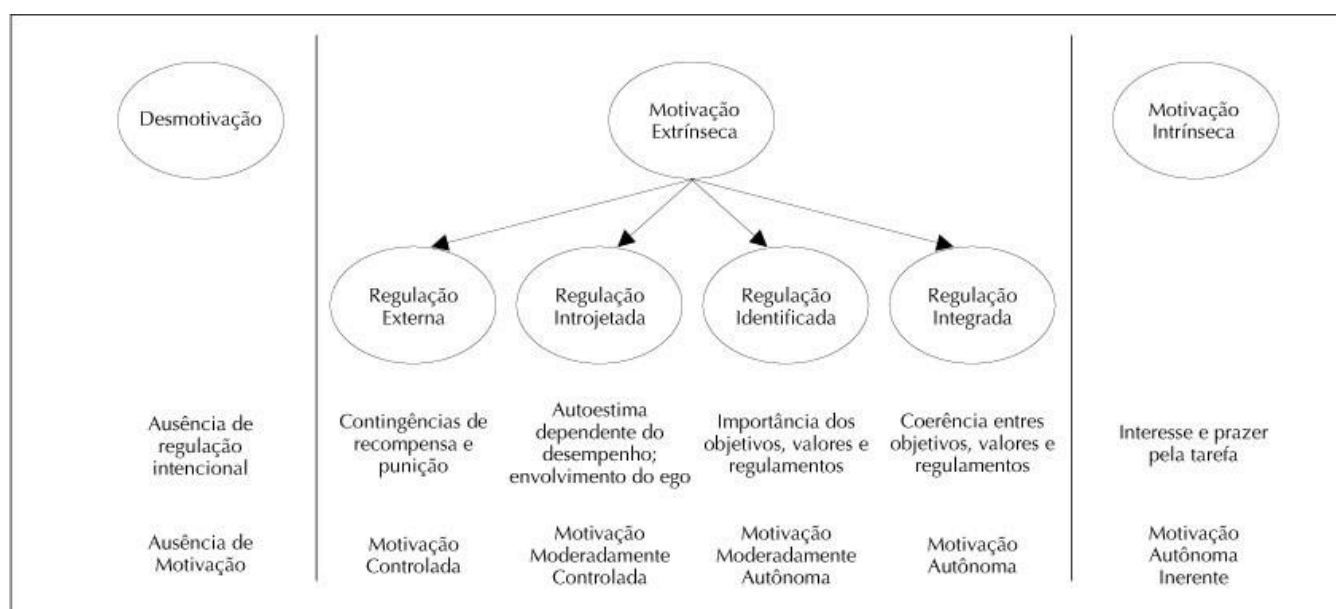 Desmotivação
Motivação
Extrínseca
Motivação
Intrínseca
Regulação
Externa
Regulação
Introjetada
Regulação
Identificada
Regulação
Integrada
Ausência de
regulação
intencional
Contingências de
recompensa e
punição
Autoestima
dependente do
desempenho;
envolvimento do ego
Importância dos
objetivos, valores e
regulamentos
Coerência entres
objetivos, valores e
regulamentos
Interesse e prazer
pela tarefa
Ausência de
Motivação
Motivação
Controlada
Motivação
Moderadamente
Controlada
Motivação
Moderadamente
Autônoma
Motivação
Autônoma
Motivação
Autônoma
Inerente